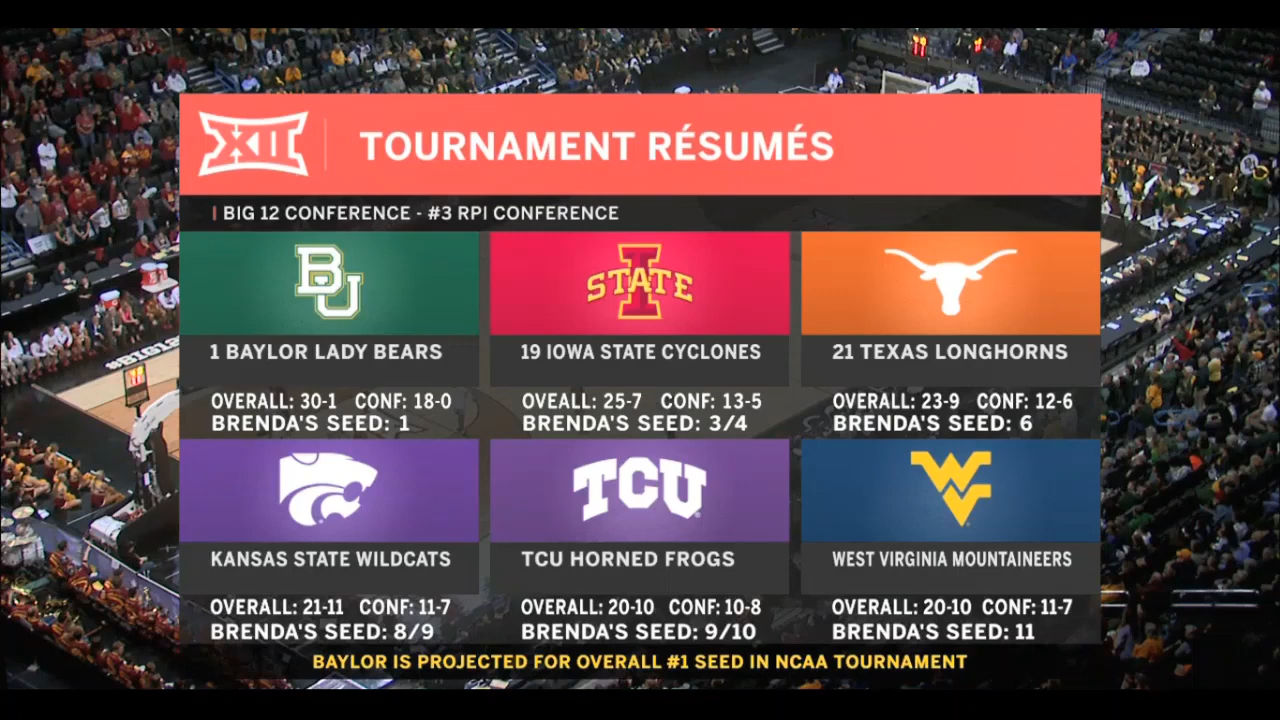 XII TOURNAMENT RÉSUMÉS
BIG 12 CONFERENCE - #3 RPI CONFERENCE
BU
I STATE
1 BAYLOR LADY BEARS
19 IOWA STATE CYCLONES
21 TEXAS LONGHORNS
OVERALL: 30-1 CONF: 18-0
OVEALL: 25-7 CONF: 13-5
OVERALL: 23-9 CONF: 12-6
BRENDA'S SEED: 1
BRENDA'S SEED: 3/4
BRENDA'S SEED: 6
TCU
WV
KANSAS STATE WILDCATS
TCU HORNED FROGS
WEST VIRGINIA MOUNTAINEERS
OVERALL: 21-11 CONF: 11-7
OVERALL: 20-10 CONF: 10-8
OVERALL: 20-10 CONF: 11-7
BRENDA'S SEED: 8/9
BRENDA'S SEED: 9/10
BRENDA'S SEED: 11
BAYLOR IS PROJECTED FOR OVERALL #1 SEED IN NCAA TOURNAMENT